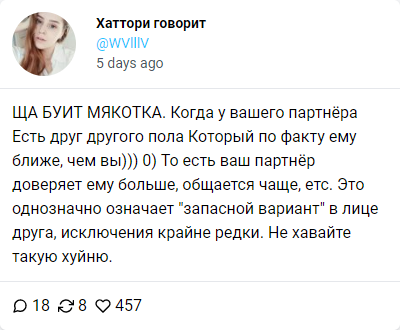 Хаттори говорит
@WVlllV
5 days ago
ЩА БУИТ МЯКОТКА. Когда у вашего партнёра
Есть друг другого пола Который по факту ему
ближе, чем вы))) 0) То есть ваш партнёр
доверяет ему больше, общается чаще, етс. Это
однозначно означает "запасной вариант" в лице
друга, исключения крайне редки. Не хавайте
такую хуйню.
18 8 457